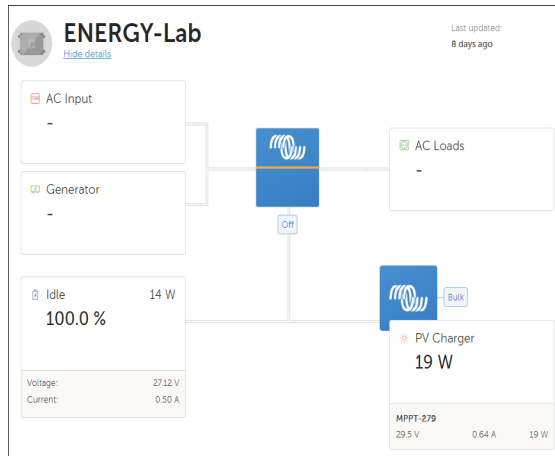 ENERGY-Lab
Hide details
Last updated:
8 days ago
AC Input
-
Generator
-
AC Loads
-
Off
Idle 14 W
100.0 %
Voltage: 27.12 V
Current: 0.50 A
Bulk
PV Charger
19 W
MPPT-279
29.5 V 0.64 A 19 W